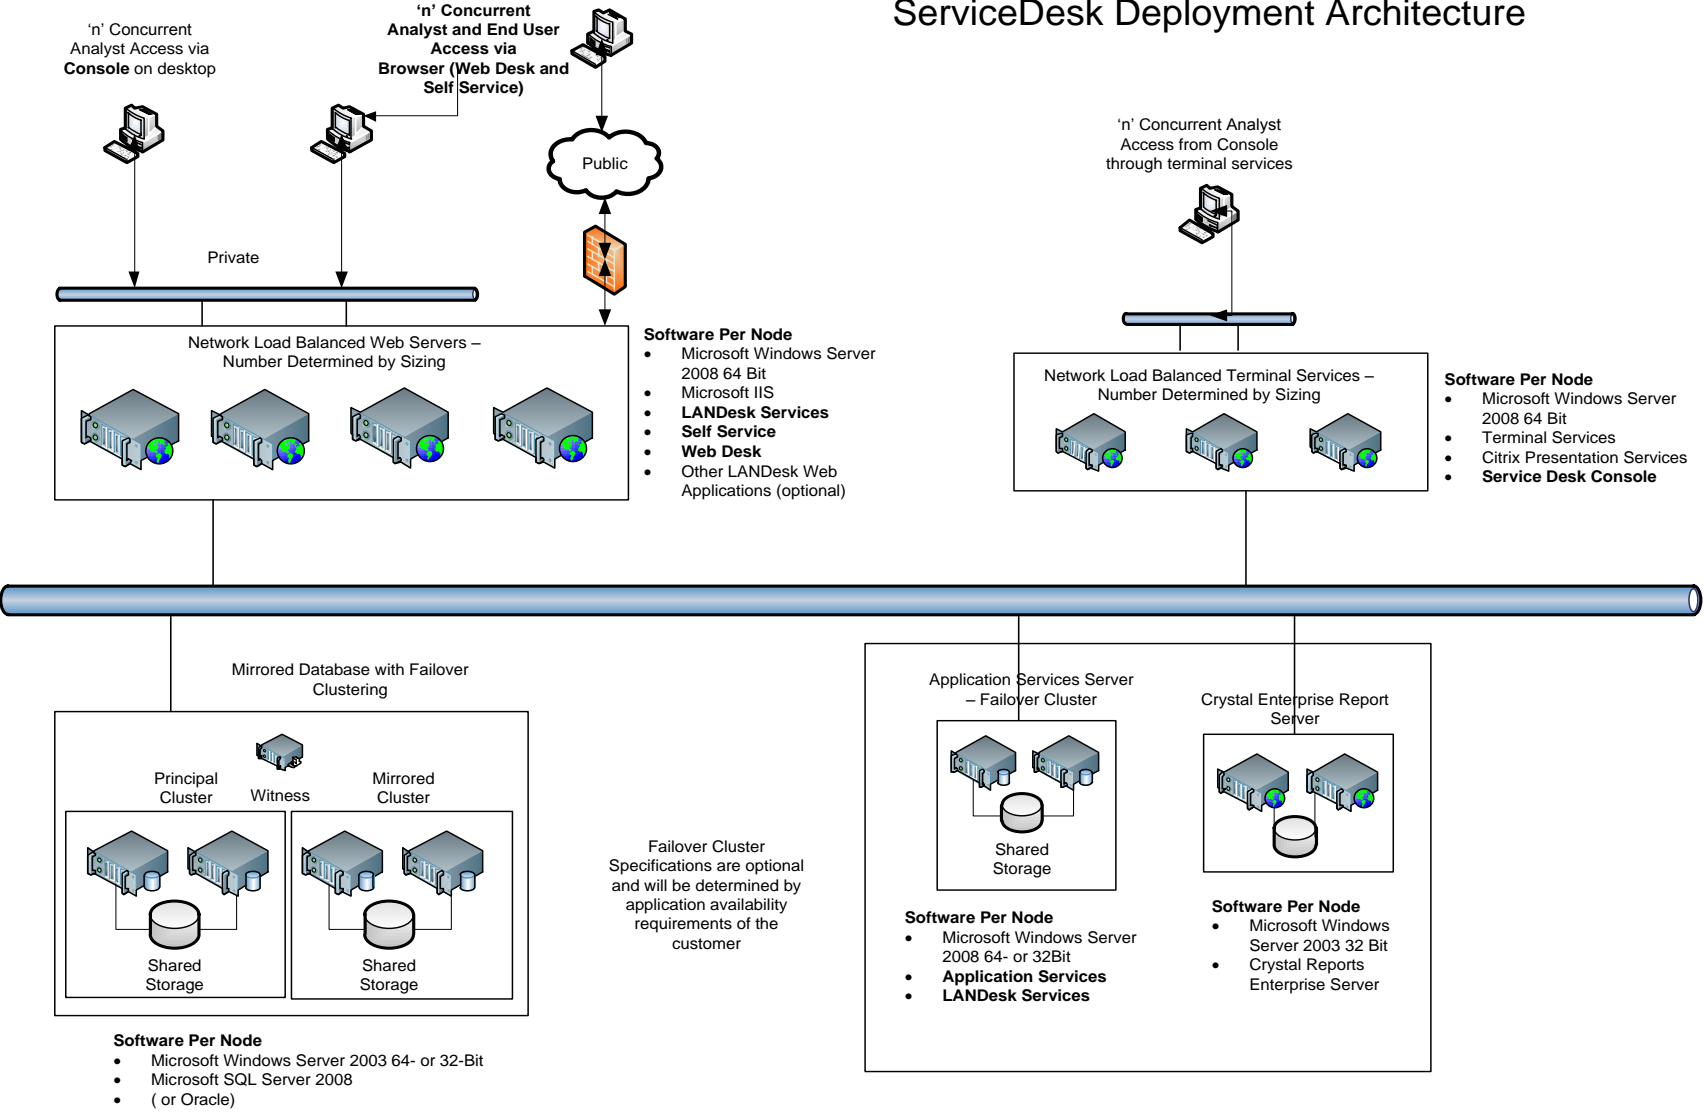 ServiceDesk Deployment Architecture
‘n’ Concurrent
Analyst Access via
Console on desktop
‘n’ Concurrent
Analyst and End User
Access via
Browser (Web Desk and
Self Service)
Public
‘n’ Concurrent Analyst
Access from Console
through terminal services
Private
Network Load Balanced Web Servers –
Number Determined by Sizing
Software Per Node
• Microsoft Windows Server
2008 64 Bit
• Microsoft IIS
• LANDesk Services
• Self Service
• Web Desk
• Other LANDesk Web
Applications (optional)
Network Load Balanced Terminal Services –
Number Determined by Sizing
Software Per Node
• Microsoft Windows Server
2008 64 Bit
• Terminal Services
• Citrix Presentation Services
• Service Desk Console
Mirrored Database with Failover
Clustering
Principal
Cluster
Witness
Mirrored
Cluster
Shared
Storage
Shared
Storage
Software Per Node
• Microsoft Windows Server 2003 64- or 32-Bit
• Microsoft SQL Server 2008
• ( or Oracle)
Failover Cluster
Specifications are optional
and will be determined by
application availability
requirements of the
customer
Application Services Server
– Failover Cluster
Shared
Storage
Software Per Node
• Microsoft Windows Server
2008 64- or 32Bit
• Application Services
• LANDesk Services
Crystal Enterprise Report
Server
Software Per Node
• Microsoft Windows
Server 2003 32 Bit
• Crystal Reports
Enterprise Server